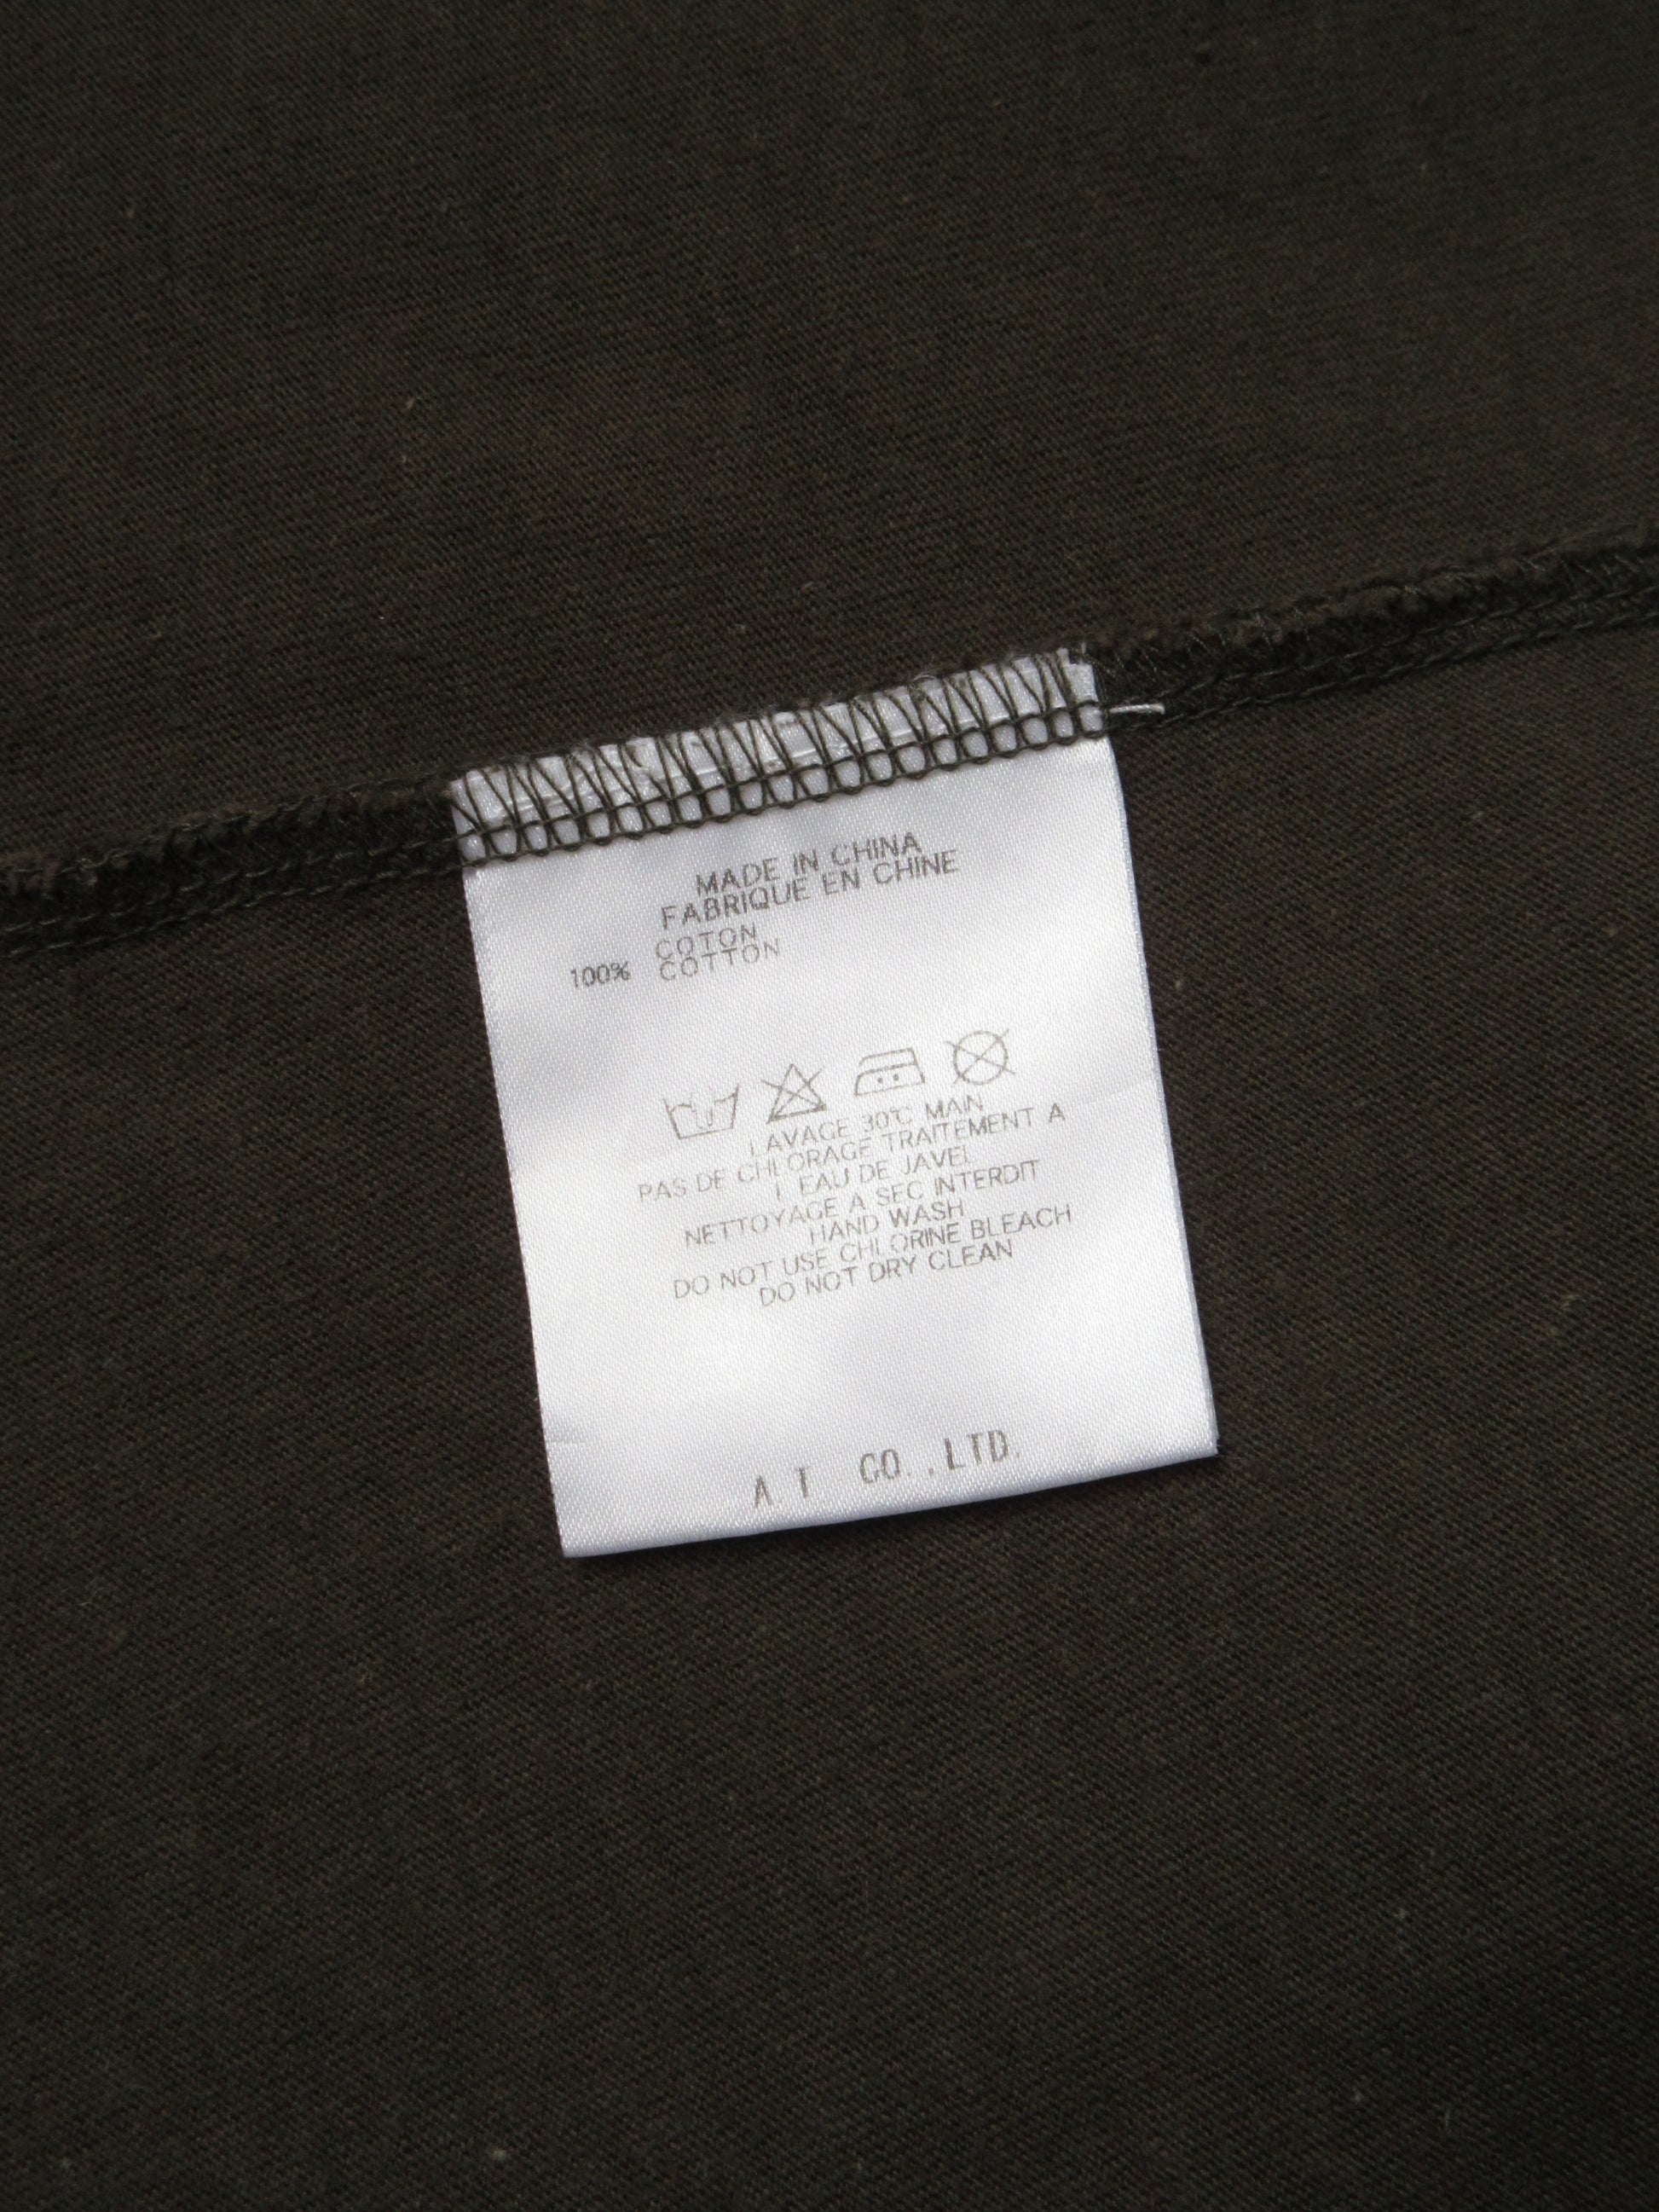 MADE IN CHINA
FABRIQUE EN CHINE
COTON
100% COTTON
LAVAGE 30℃ MAIN
PAS DE CHLORAGE TRAITEMENT A
L EAU DE JAVEL
NETTOYAGE A SEC INTERDIT
HAND WASH
DO NOT USE CHLORINE BLEACH
DO NOT DRY CLEAN
A.T CO.,LTD.